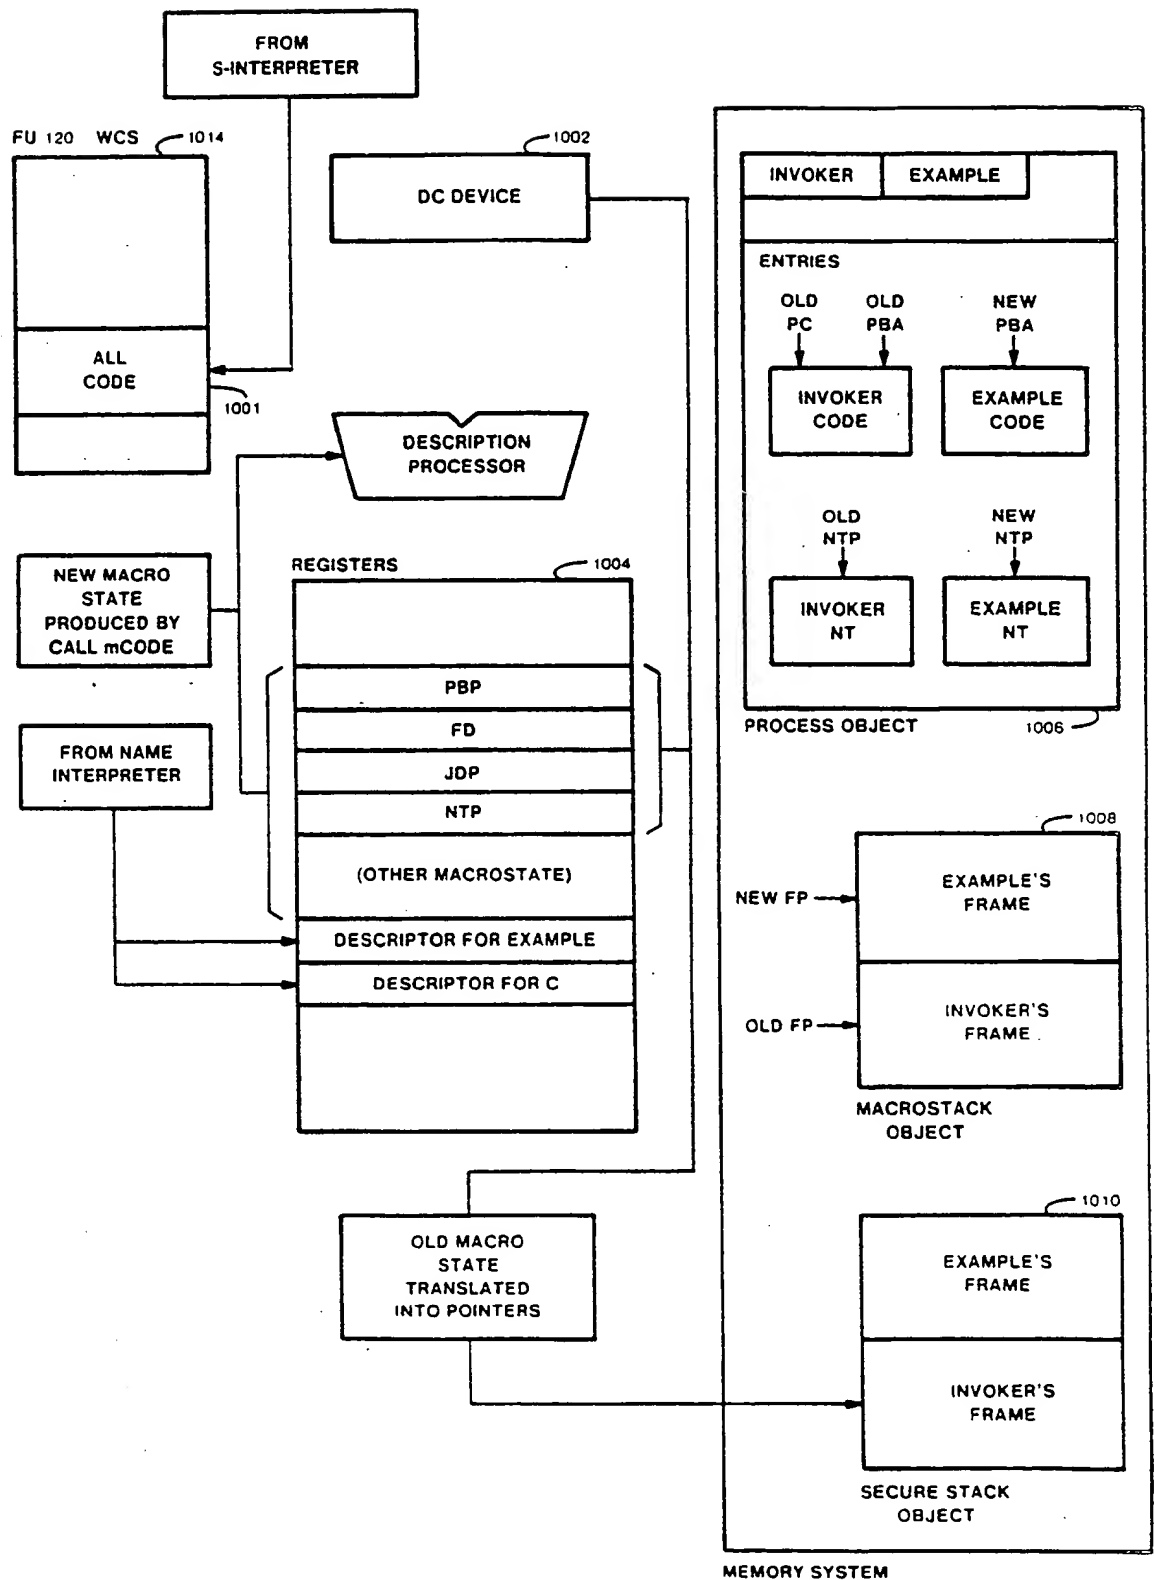 FROM
S-INTERPRETER
FU 120 WCS
1014
1002
DC DEVICE
INVOKER
EXAMPLE
ENTRIES
OLD
PC
OLD
PBA
NEW
PBA
ALL
CODE
1001
INVOKER
CODE
EXAMPLE
CODE
DESCRIPTION
PROCESSOR
OLD
NTP
NEW
NTP
REGISTERS
1004
NEW MACRO
STATE
PRODUCED BY
CALL mCODE
INVOKER
NT
EXAMPLE
NT
PBP
FD
JDP
NTP
(OTHER MACROSTATE)
DESCRIPTOR FOR EXAMPLE
DESCRIPTOR FOR C
PROCESS OBJECT
1006
FROM NAME
INTERPRETER
1008
NEW FP
EXAMPLE'S
FRAME
OLD FP
INVOKER'S
FRAME
MACROSTACK
OBJECT
1010
OLD MACRO
STATE
TRANSLATED
INTO POINTERS
EXAMPLE'S
FRAME
INVOKER'S
FRAME
SECURE STACK
OBJECT
MEMORY SYSTEM